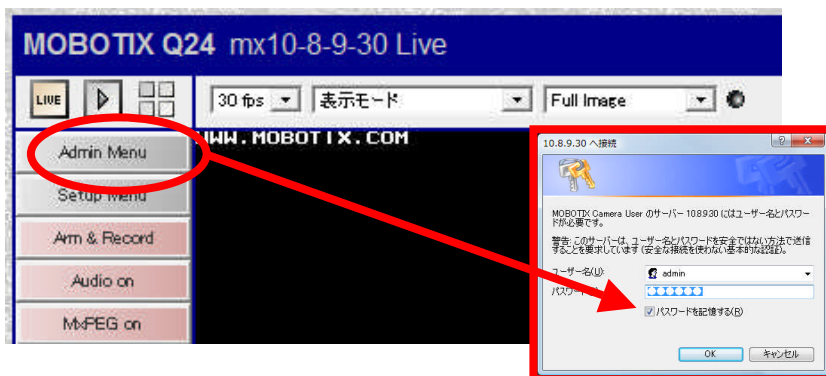 MOBOTIX Q24 mx10-8-9-30 Live
LIVE
30 fps
表示モード
Full Image
Admin Menu
Setup Menu
Arm & Record
Audio on
MxPEG on
WWW.MOBOTIX.COM
10.8.9.30 へ接続
MOBOTIX Camera User のサーバー 10.8.9.30 にはユーザー名とパスワー
ドが必要です。
警告: このサーバーは、ユーザー名とパスワードを安全ではない方法で送信
することを要求しています (安全な接続を使わない基本的な認証)。
ユーザー名(U):
admin
パスワード
パスワードを記憶する(R)
OK
キャンセル